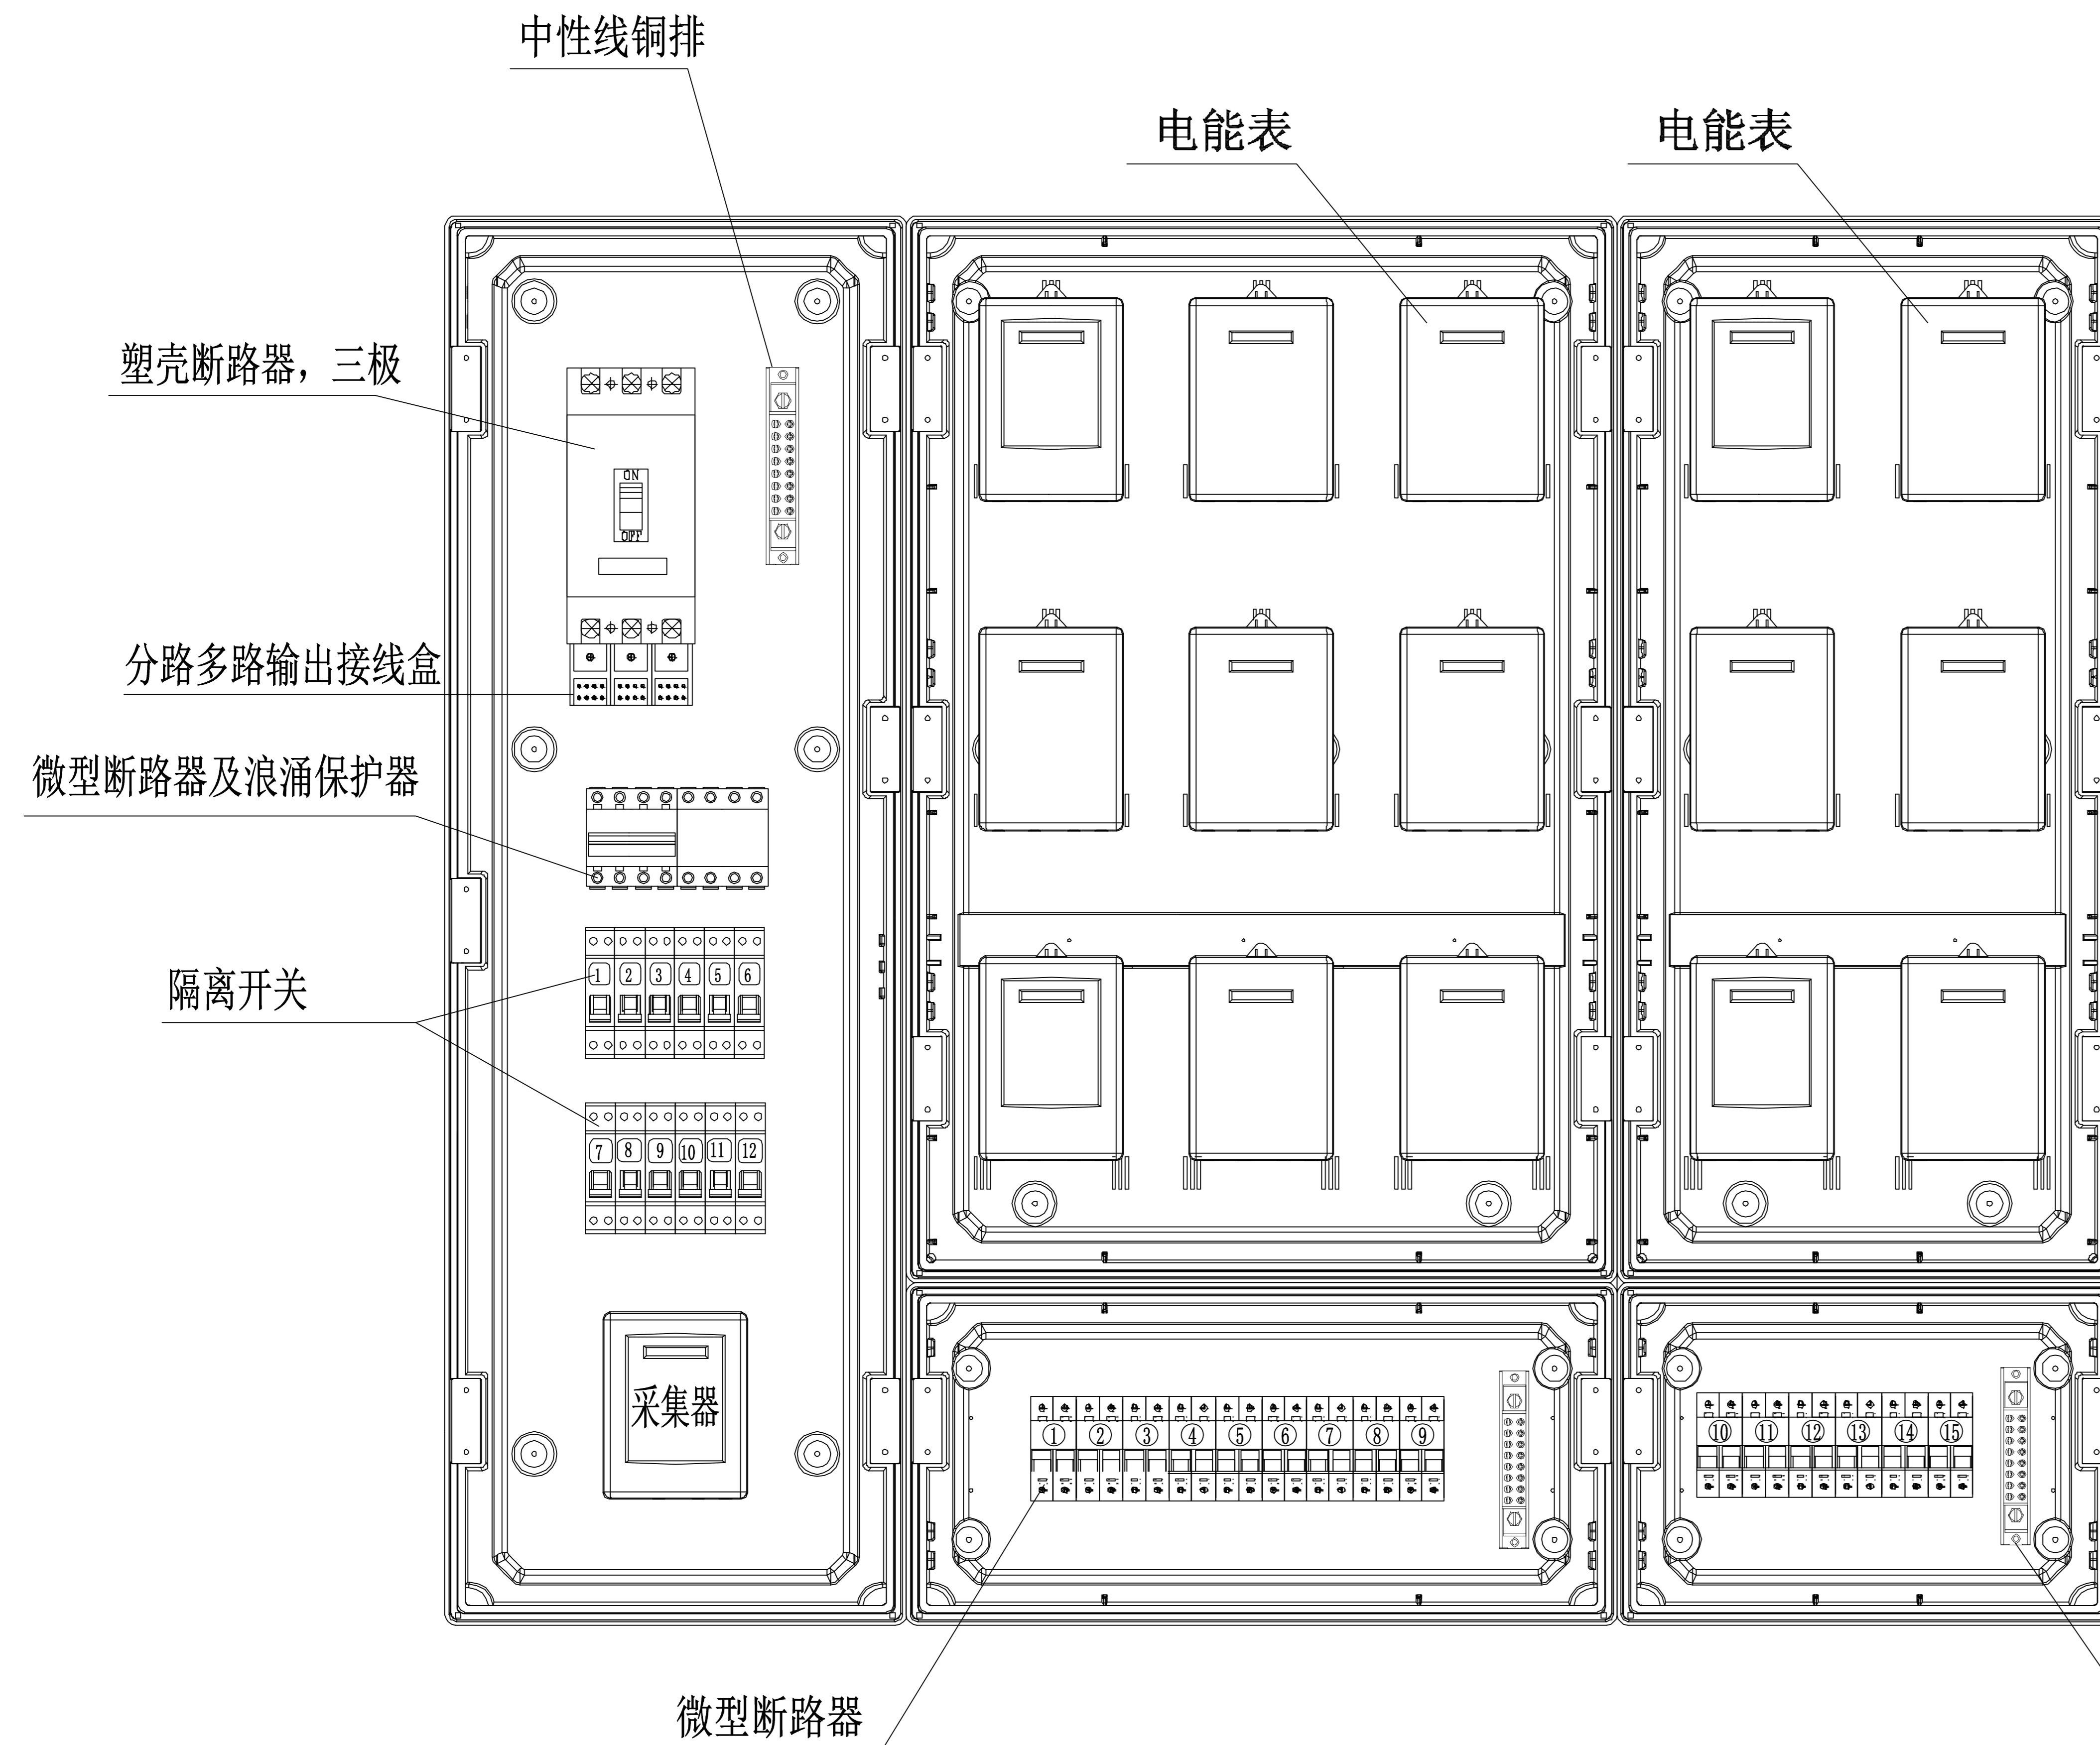 中性线铜排
电能表
电能表
塑壳断路器，三极
ON
OFF
分路多路输出接线盒
微型断路器及浪涌保护器
隔离开关
1 2 3 4 5 6
7 8 9 10 11 12
采集器
① ② ③ ④ ⑤ ⑥ ⑦ ⑧ ⑨
⑩ ⑪ ⑫ ⑬ ⑭ ⑮
微型断路器